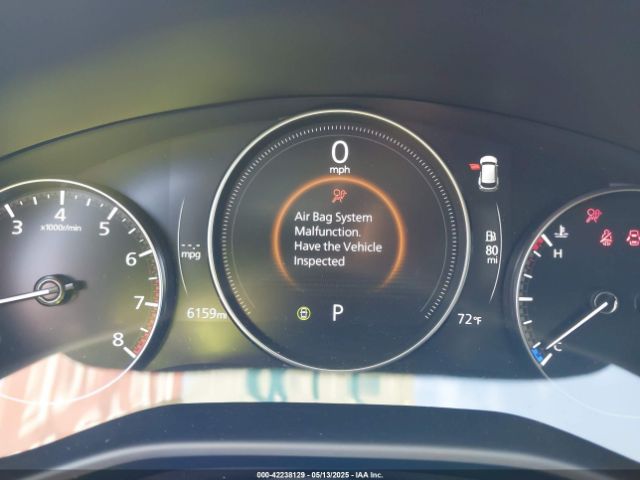 0
mph
Air Bag System
Malfunction.
Have the Vehicle
Inspected
3
4
5
6
7
8
x1000r/min
--.-
mpg
6159m
P
72°F
80
mi
H
C
000-42238129 - 05/13/2025 - IAA Inc.